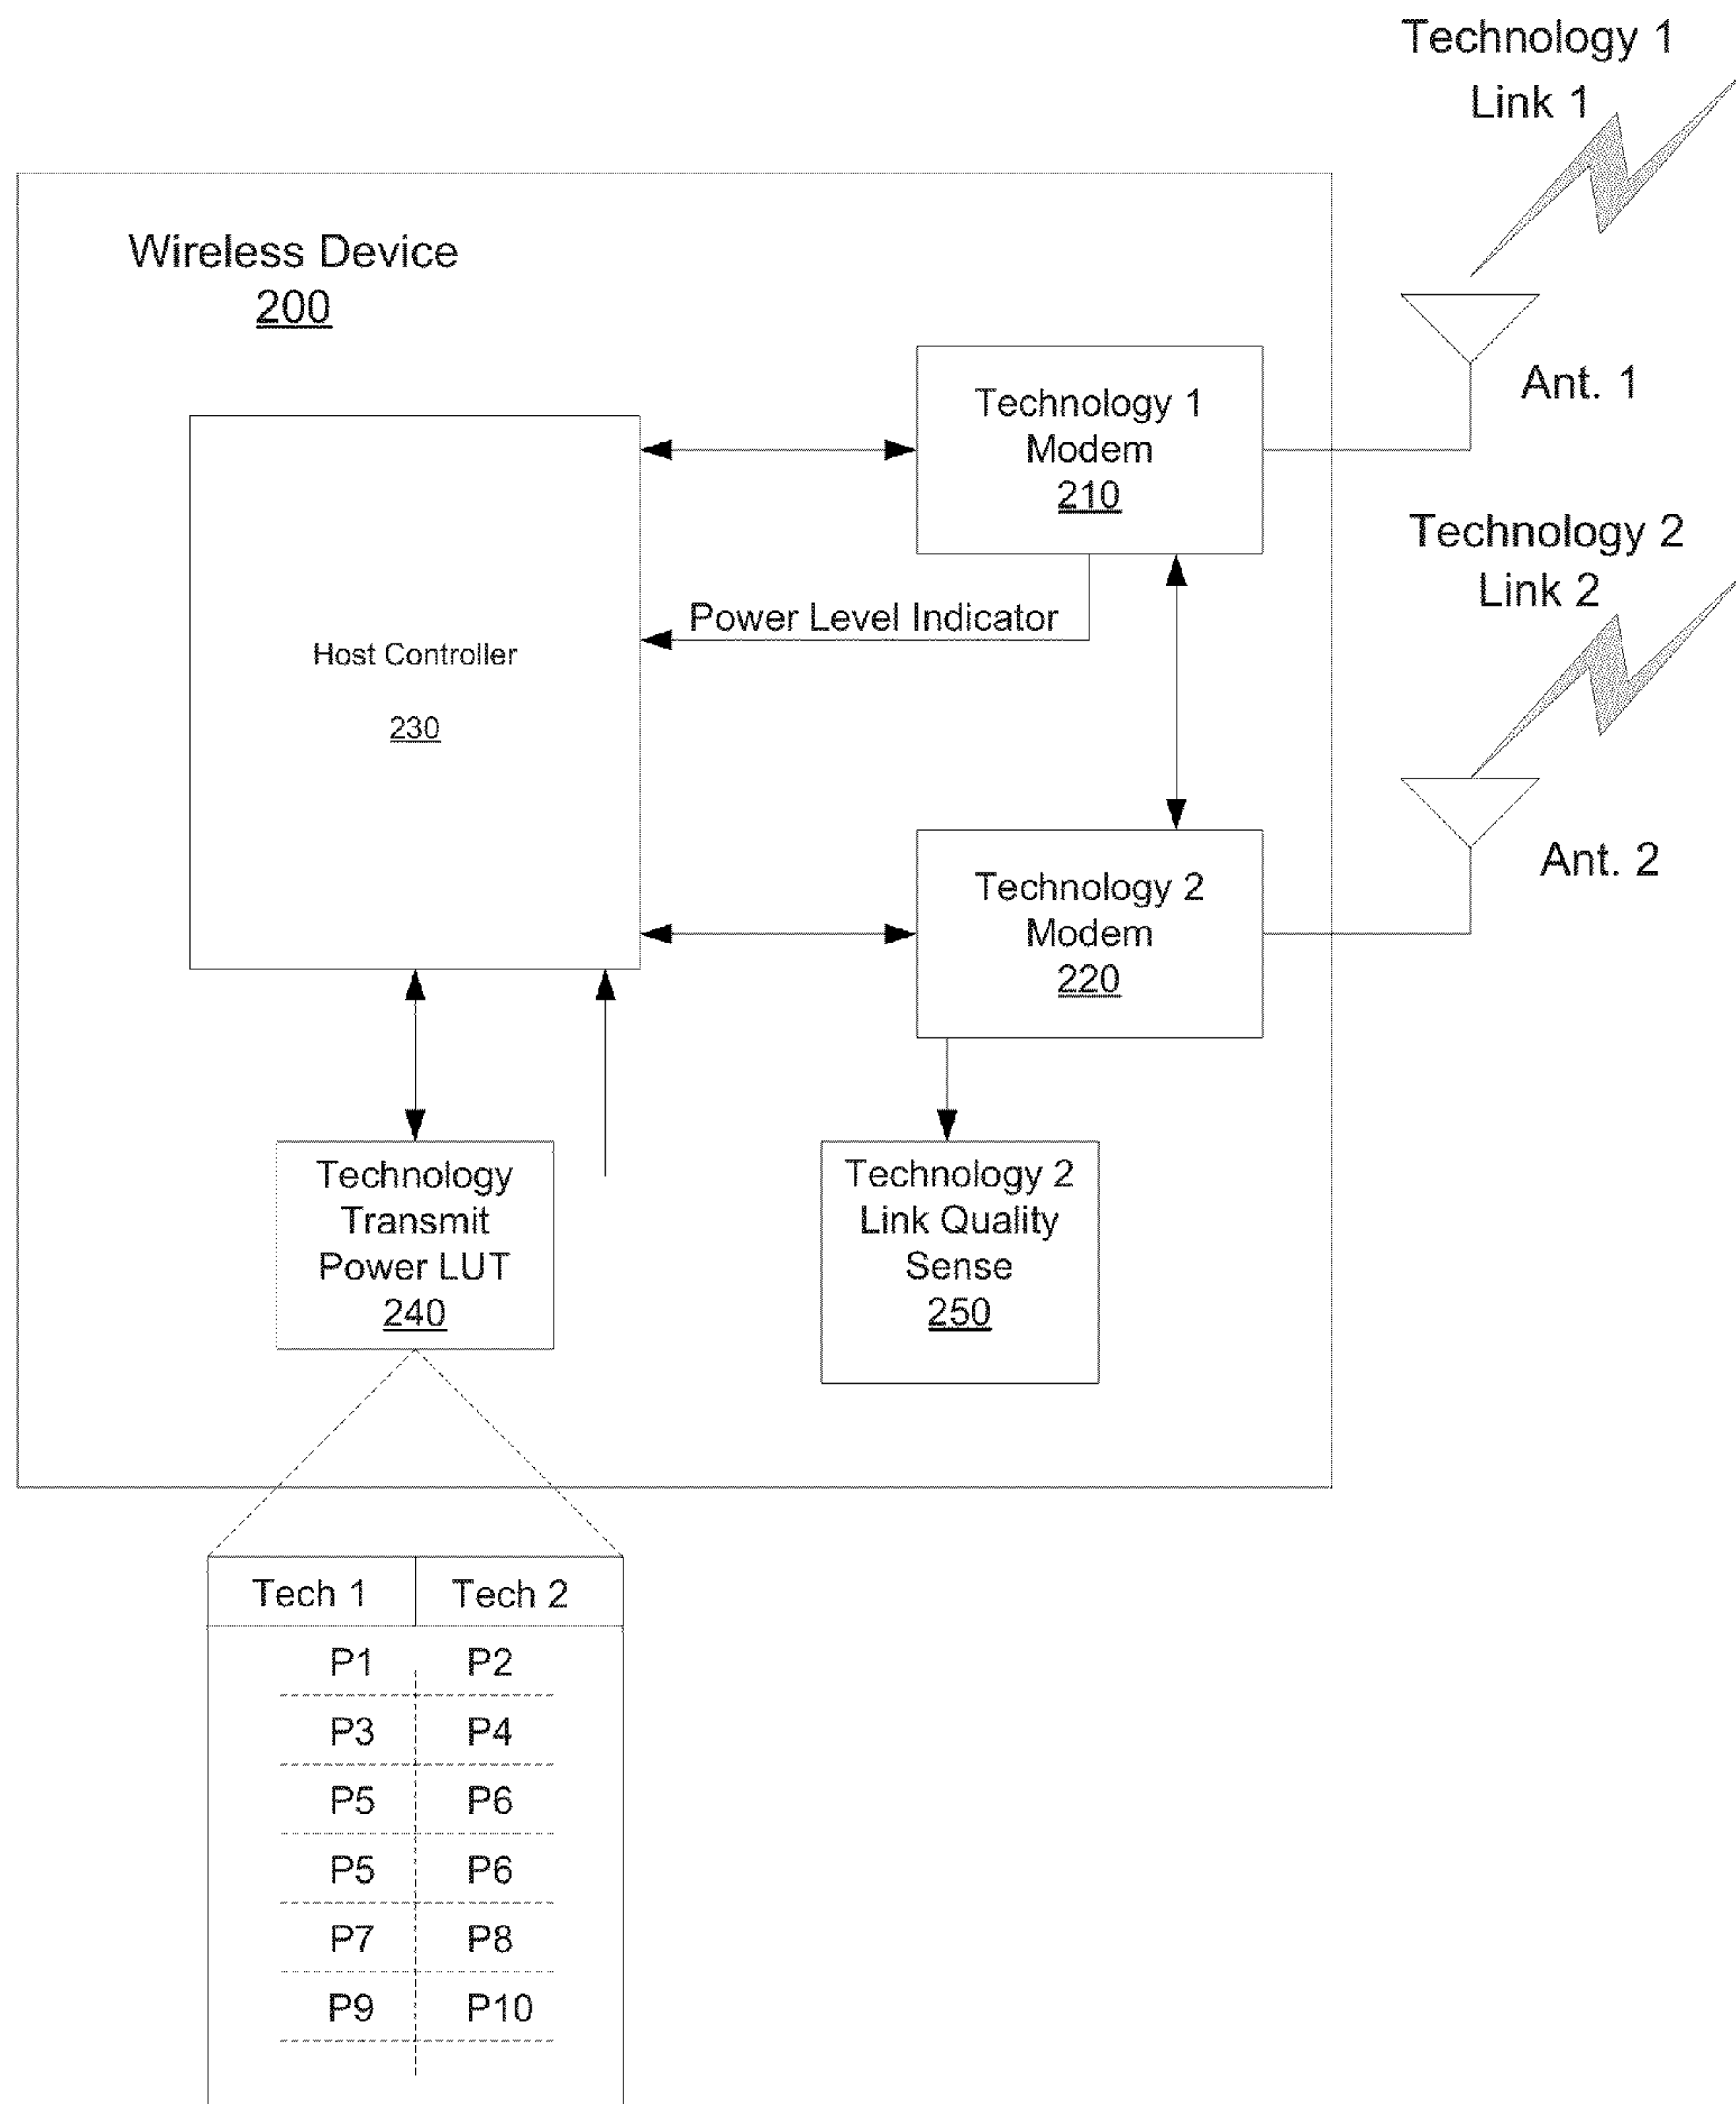 Technology 1
Link 1
Wireless Device
200
Technology 1
Modem
210
Ant. 1
Technology 2
Link 2
Power Level Indicator
Host Controller
230
Technology 2
Modem
220
Ant. 2
Technology
Transmit
Power LUT
240
Technology 2
Link Quality
Sense
250
Tech 1 Tech 2
P1 P2
P3 P4
P5 P6
P5 P6
P7 P8
P9 P10